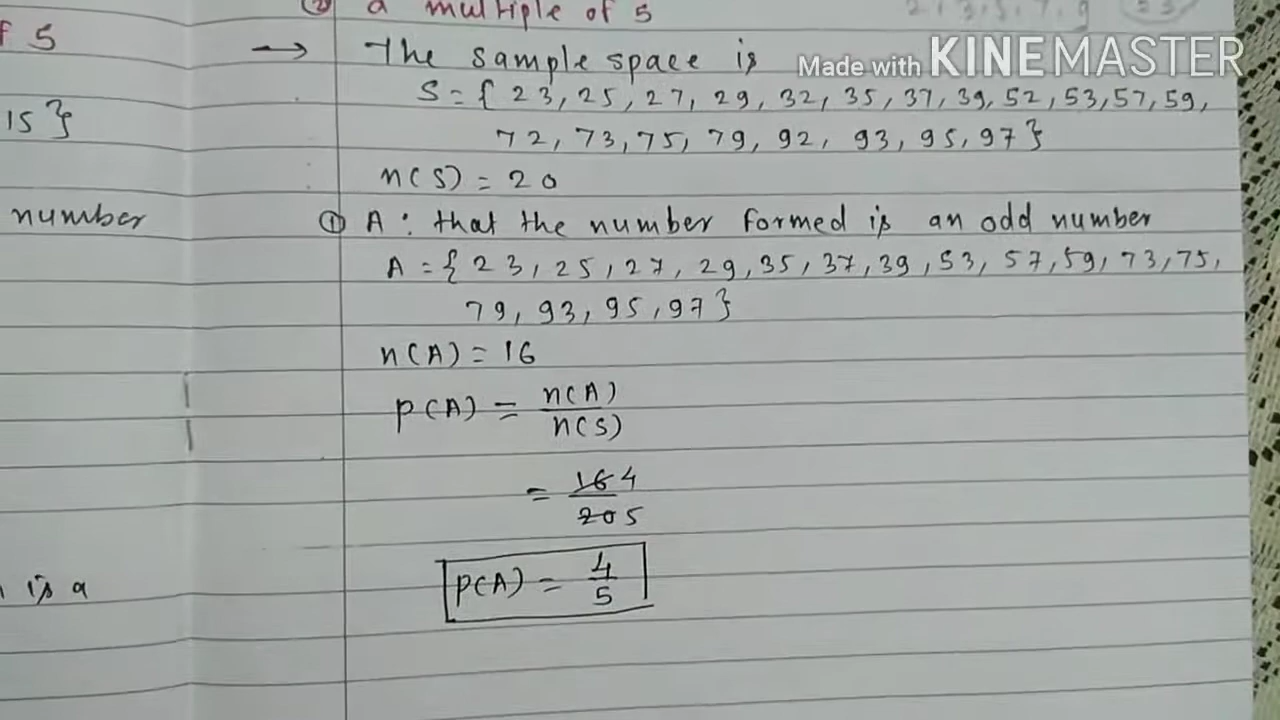 ② a multiple of 5
f 5
→ The sample space is
Made with KINEMASTER
S = { 23, 25, 27, 29, 32, 35, 37, 39, 52, 53, 57, 59,
15 }
72, 73, 75, 79, 92, 93, 95, 97 }
n(S) = 20
number
① A : that the number formed is an odd number
A = { 23, 25, 27, 29, 35, 37, 39, 53, 57, 59, 73, 75,
79, 93, 95, 97 }
n(A) = 16
P(A) = n(A)
n(S)
= 16 4
20 5
P(A) = 4
5
is a